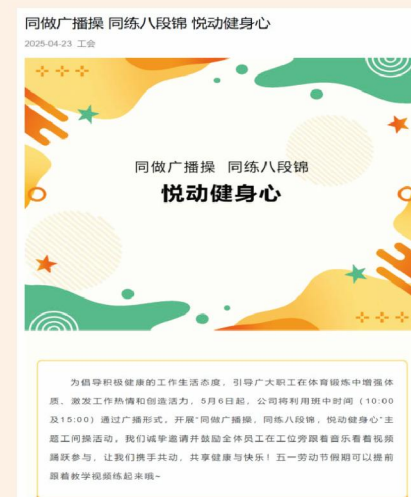 同做广播操 同练八段锦 悦动健身心
2025-04-23 工会
同做广播操 同练八段锦
悦动健身心
为倡导积极健康的工作生活态度，引导广大职工在体育锻炼中增强体
质、激发工作热情和创造活力，5月6日起，公司将利用班中时间（10:00
及15:00）通过广播形式，开展“同做广播操，同练八段锦，悦动健身心”主
题工间操活动。我们诚挚邀请并鼓励全体员工在工位旁跟着音乐看着视频
踊跃参与，让我们携手共动，共享健康与快乐！五一劳动节假期可以提前
跟着教学视频练起来哦~